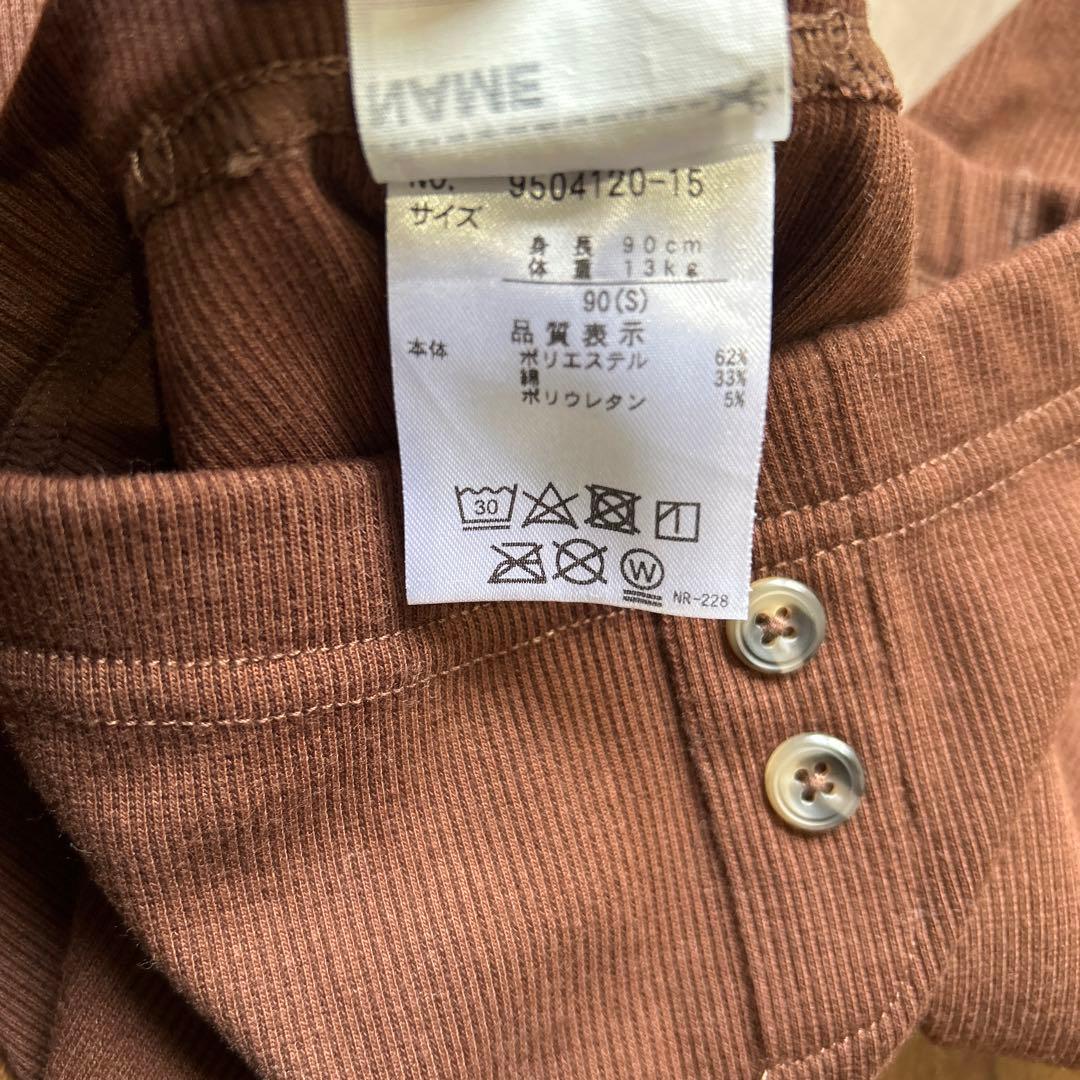 NAME
No. 9504120-15
サイズ
身長 90cm
体重 13kg
90(S)
品質表示
本体 ポリエステル 62%
綿 33%
ポリウレタン 5%
30
W
NR-228